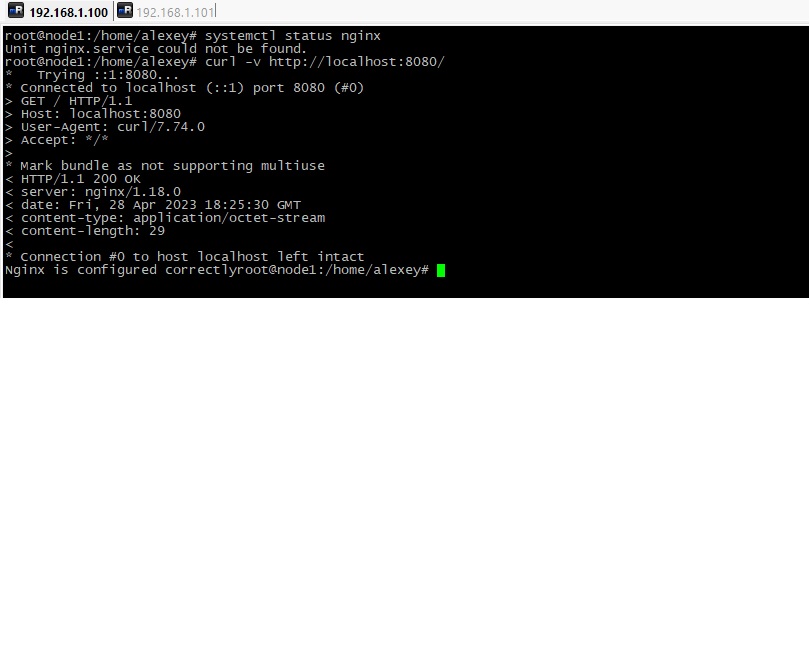 192.168.1.100 192.168.1.101
root@node1:/home/alexey# systemctl status nginx
Unit nginx.service could not be found.
root@node1:/home/alexey# curl -v http://localhost:8080/
*   Trying ::1:8080...
* Connected to localhost (::1) port 8080 (#0)
> GET / HTTP/1.1
> Host: localhost:8080
> User-Agent: curl/7.74.0
> Accept: */*
>
* Mark bundle as not supporting multiuse
< HTTP/1.1 200 OK
< server: nginx/1.18.0
< date: Fri, 28 Apr 2023 18:25:30 GMT
< content-type: application/octet-stream
< content-length: 29
<
* Connection #0 to host localhost left intact
Nginx is configured correctlyroot@node1:/home/alexey#